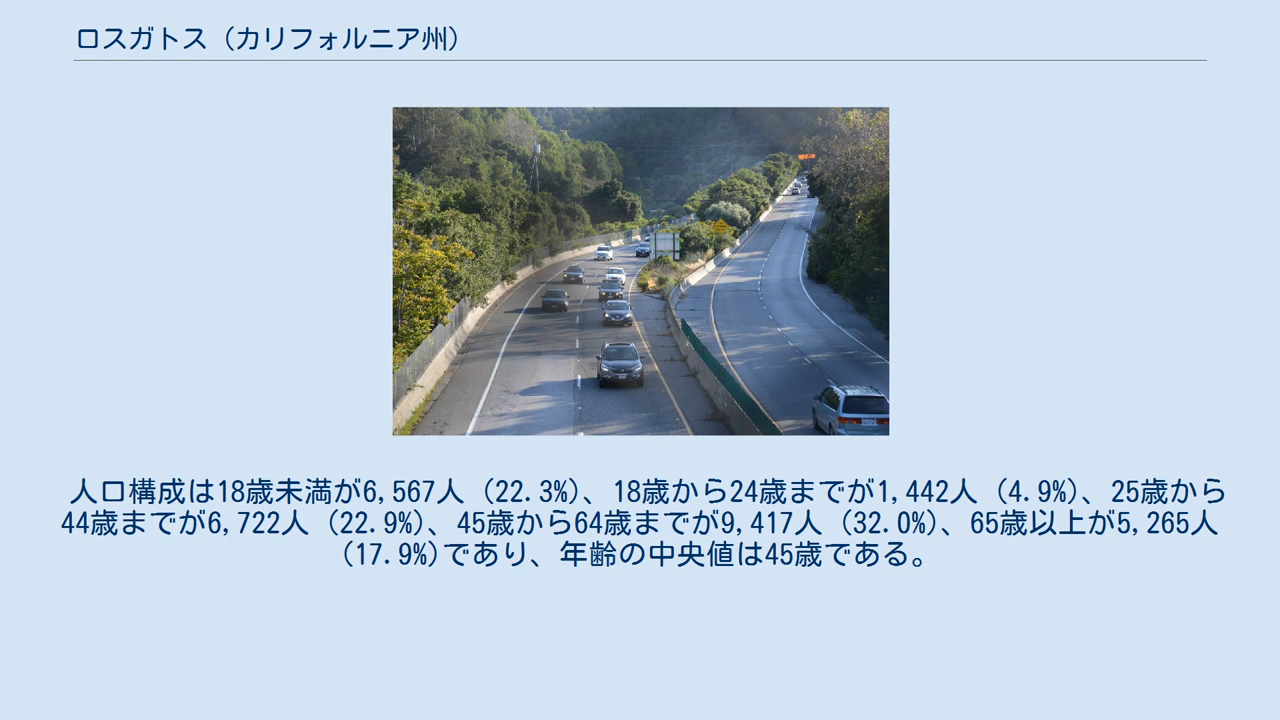 ロスガトス（カリフォルニア州）
人口構成は18歳未満が6,567人（22.3%)、18歳から24歳までが1,442人（4.9%)、25歳から
44歳までが6,722人（22.9%)、45歳から64歳までが9,417人（32.0%)、65歳以上が5,265人
（17.9%)であり、年齢の中央値は45歳である。